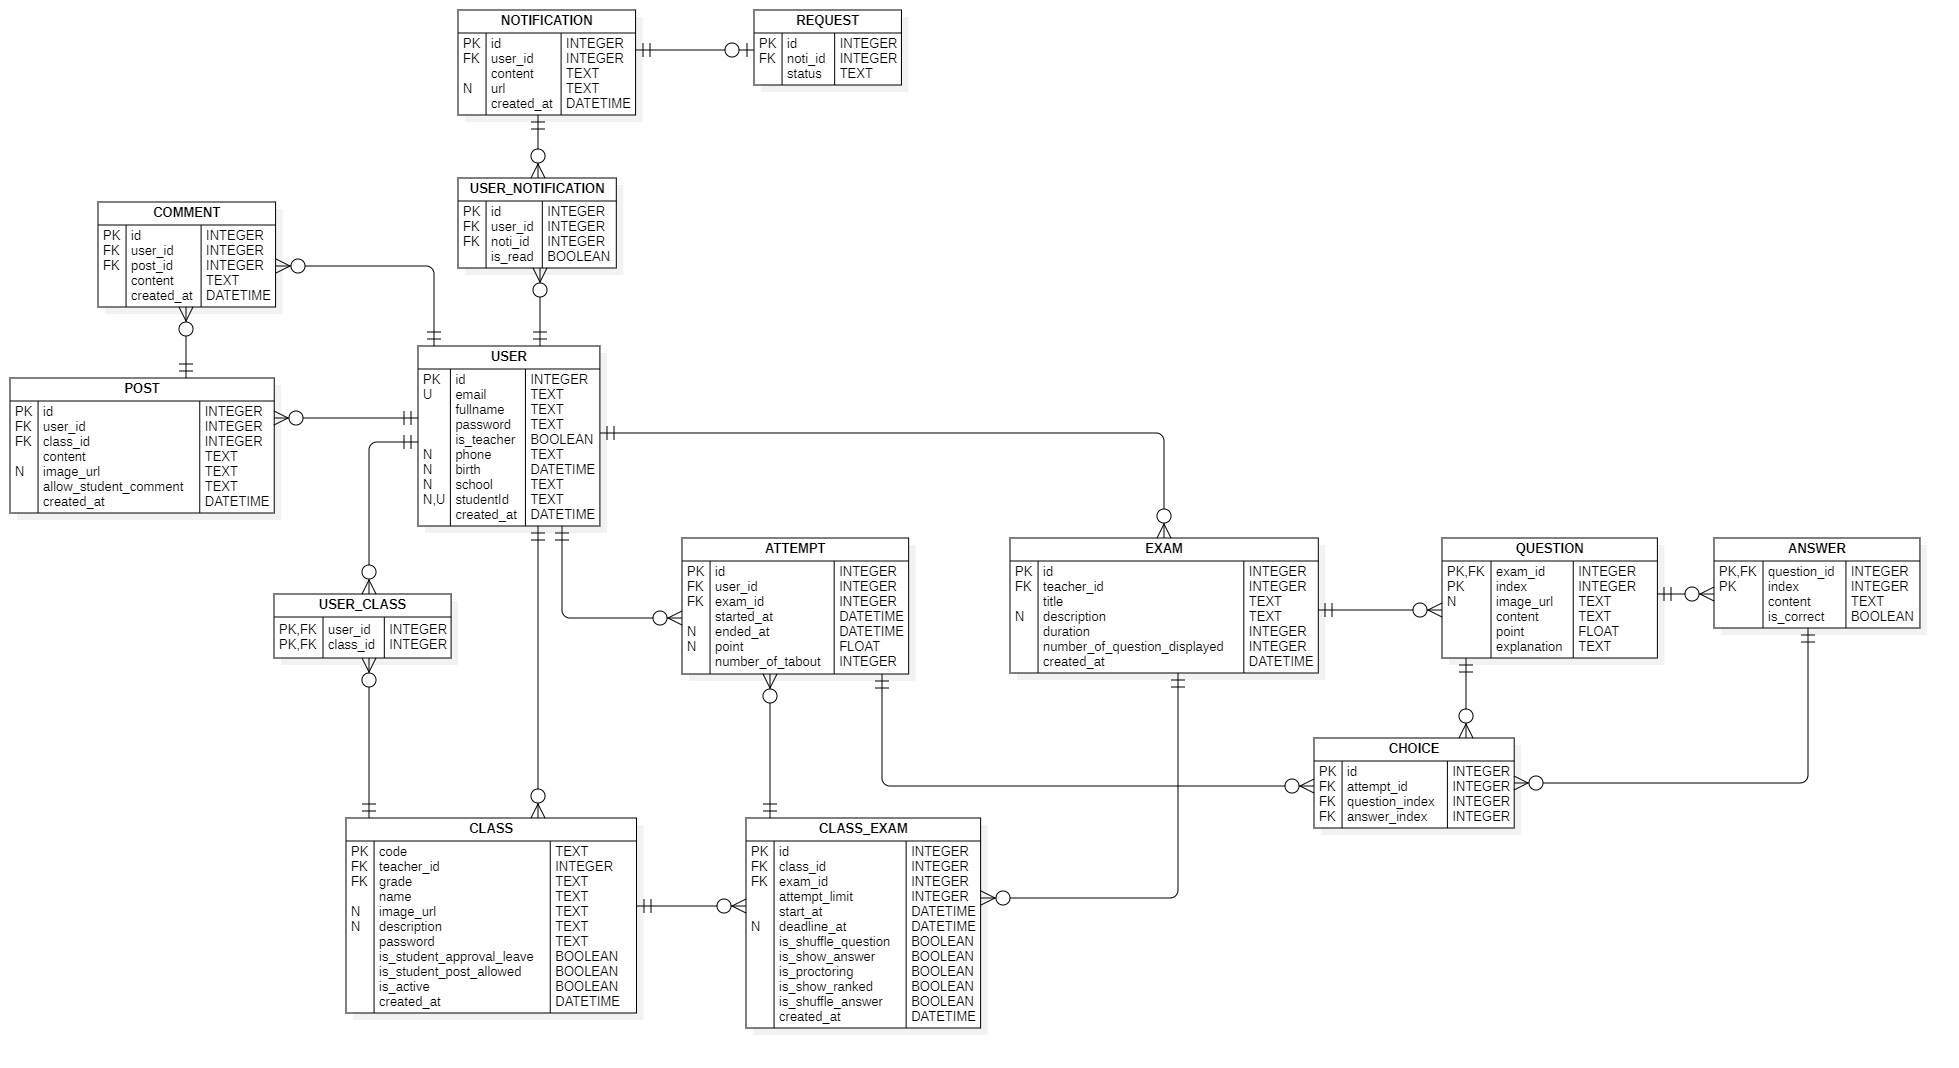 NOTIFICATION
PK id INTEGER
FK user_id INTEGER
content TEXT
N url TEXT
created_at DATETIME
REQUEST
PK id INTEGER
FK noti_id INTEGER
status TEXT
USER_NOTIFICATION
PK id INTEGER
FK user_id INTEGER
FK noti_id INTEGER
is_read BOOLEAN
COMMENT
PK id INTEGER
FK user_id INTEGER
FK post_id INTEGER
content TEXT
created_at DATETIME
USER
PK id INTEGER
U email TEXT
fullname TEXT
password TEXT
is_teacher BOOLEAN
N phone TEXT
N birth DATETIME
N school TEXT
N,U studentId TEXT
created_at DATETIME
POST
PK id INTEGER
FK user_id INTEGER
FK class_id INTEGER
content TEXT
N image_url TEXT
allow_student_comment TEXT
created_at DATETIME
ATTEMPT
PK id INTEGER
FK user_id INTEGER
FK exam_id INTEGER
started_at DATETIME
N ended_at DATETIME
N point FLOAT
number_of_tabout INTEGER
EXAM
PK id INTEGER
FK teacher_id INTEGER
title TEXT
N description TEXT
duration INTEGER
number_of_question_displayed INTEGER
created_at DATETIME
QUESTION
PK,FK exam_id INTEGER
PK index INTEGER
N image_url TEXT
content TEXT
point FLOAT
explanation TEXT
ANSWER
PK,FK question_id INTEGER
PK index INTEGER
content TEXT
is_correct BOOLEAN
USER_CLASS
PK,FK user_id INTEGER
PK,FK class_id INTEGER
CHOICE
PK id INTEGER
FK attempt_id INTEGER
FK question_index INTEGER
FK answer_index INTEGER
CLASS
PK code TEXT
FK teacher_id INTEGER
FK grade TEXT
name TEXT
N image_url TEXT
N description TEXT
password TEXT
is_student_approval_leave BOOLEAN
is_student_post_allowed BOOLEAN
is_active BOOLEAN
created_at DATETIME
CLASS_EXAM
PK id INTEGER
FK class_id INTEGER
FK exam_id INTEGER
attempt_limit INTEGER
start_at DATETIME
N deadline_at DATETIME
is_shuffle_question BOOLEAN
is_show_answer BOOLEAN
is_proctoring BOOLEAN
is_show_ranked BOOLEAN
is_shuffle_answer BOOLEAN
created_at DATETIME